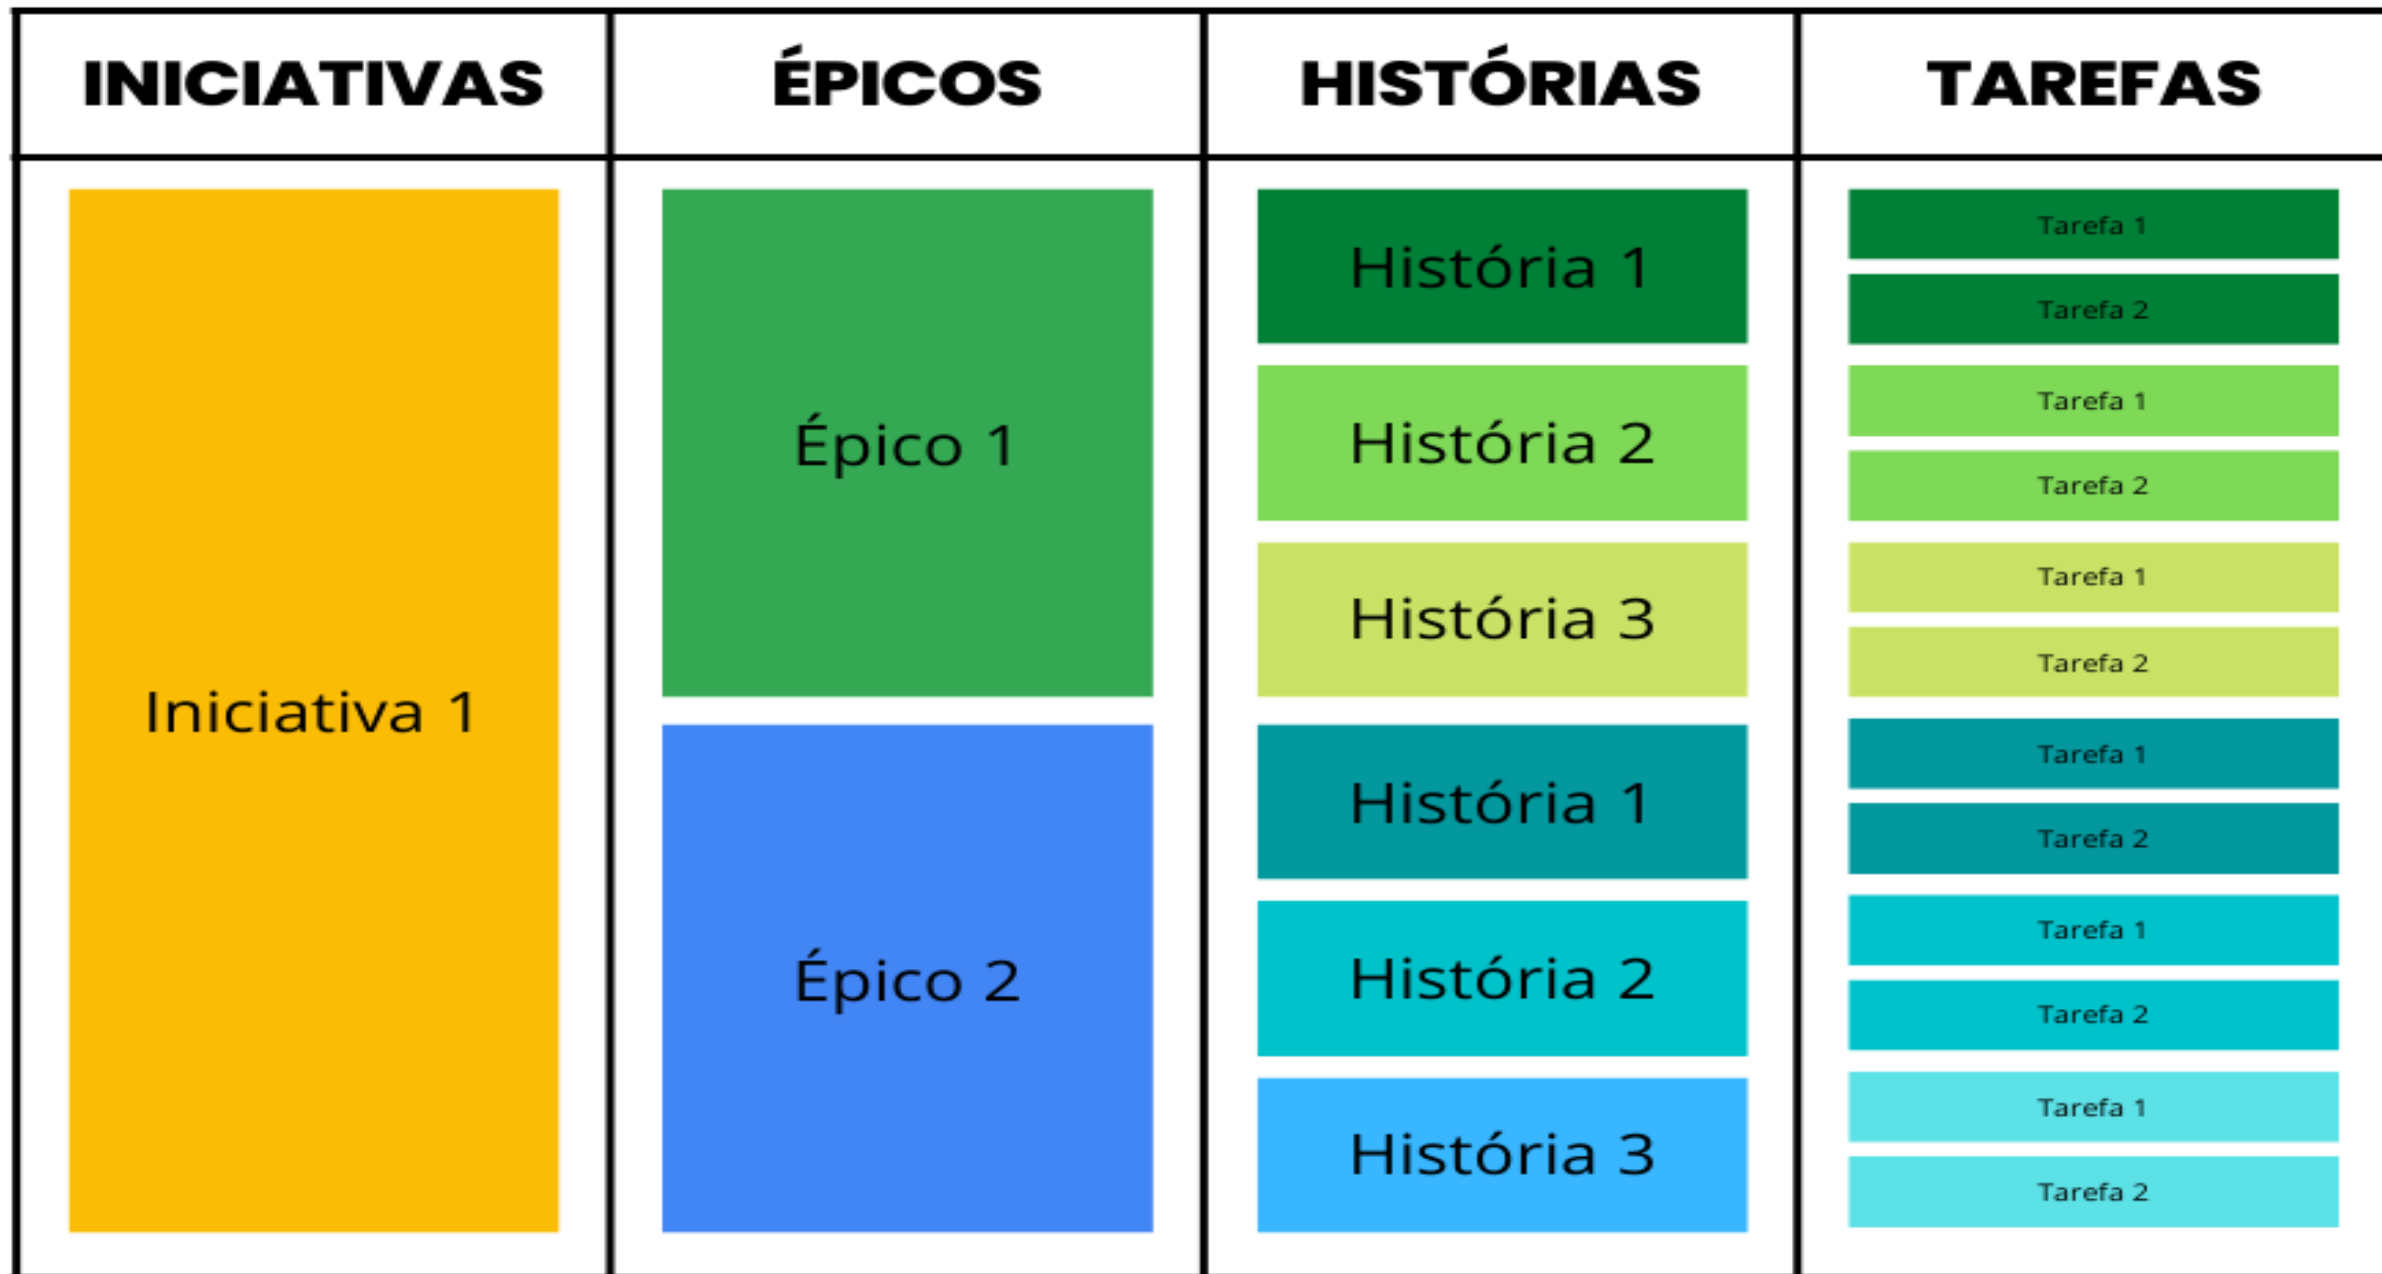 INICIATIVAS
ÉPICOS
HISTÓRIAS
TAREFAS
Iniciativa 1
Épico 1
Épico 2
História 1
História 2
História 3
História 1
História 2
História 3
Tarefa 1
Tarefa 2
Tarefa 1
Tarefa 2
Tarefa 1
Tarefa 2
Tarefa 1
Tarefa 2
Tarefa 1
Tarefa 2
Tarefa 1
Tarefa 2